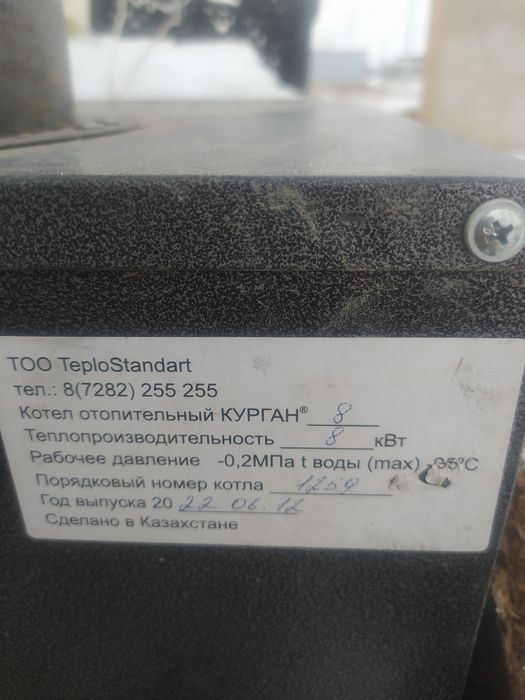 ТОО TeploStandart
тел.: 8(7282) 255 255
Котел отопительный КУРГАН® 8
Теплопроизводительность 8 кВт
Рабочее давление -0,2МПа t воды (max) -95°С
Порядковый номер котла 1259
Год выпуска 20 22 06.12
Сделано в Казахстане